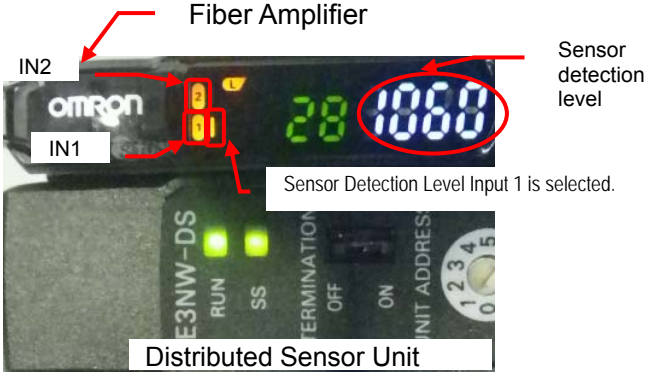 Fiber Amplifier
Sensor
detection
level
IN2
OMRON
2
L
1
28 1060
IN1
Sensor Detection Level Input 1 is selected.
E3NW-DS
RUN
SS
TERMINATION
OFF
ON
UNIT ADDRESS
0 1 2 3 4 5
Distributed Sensor Unit